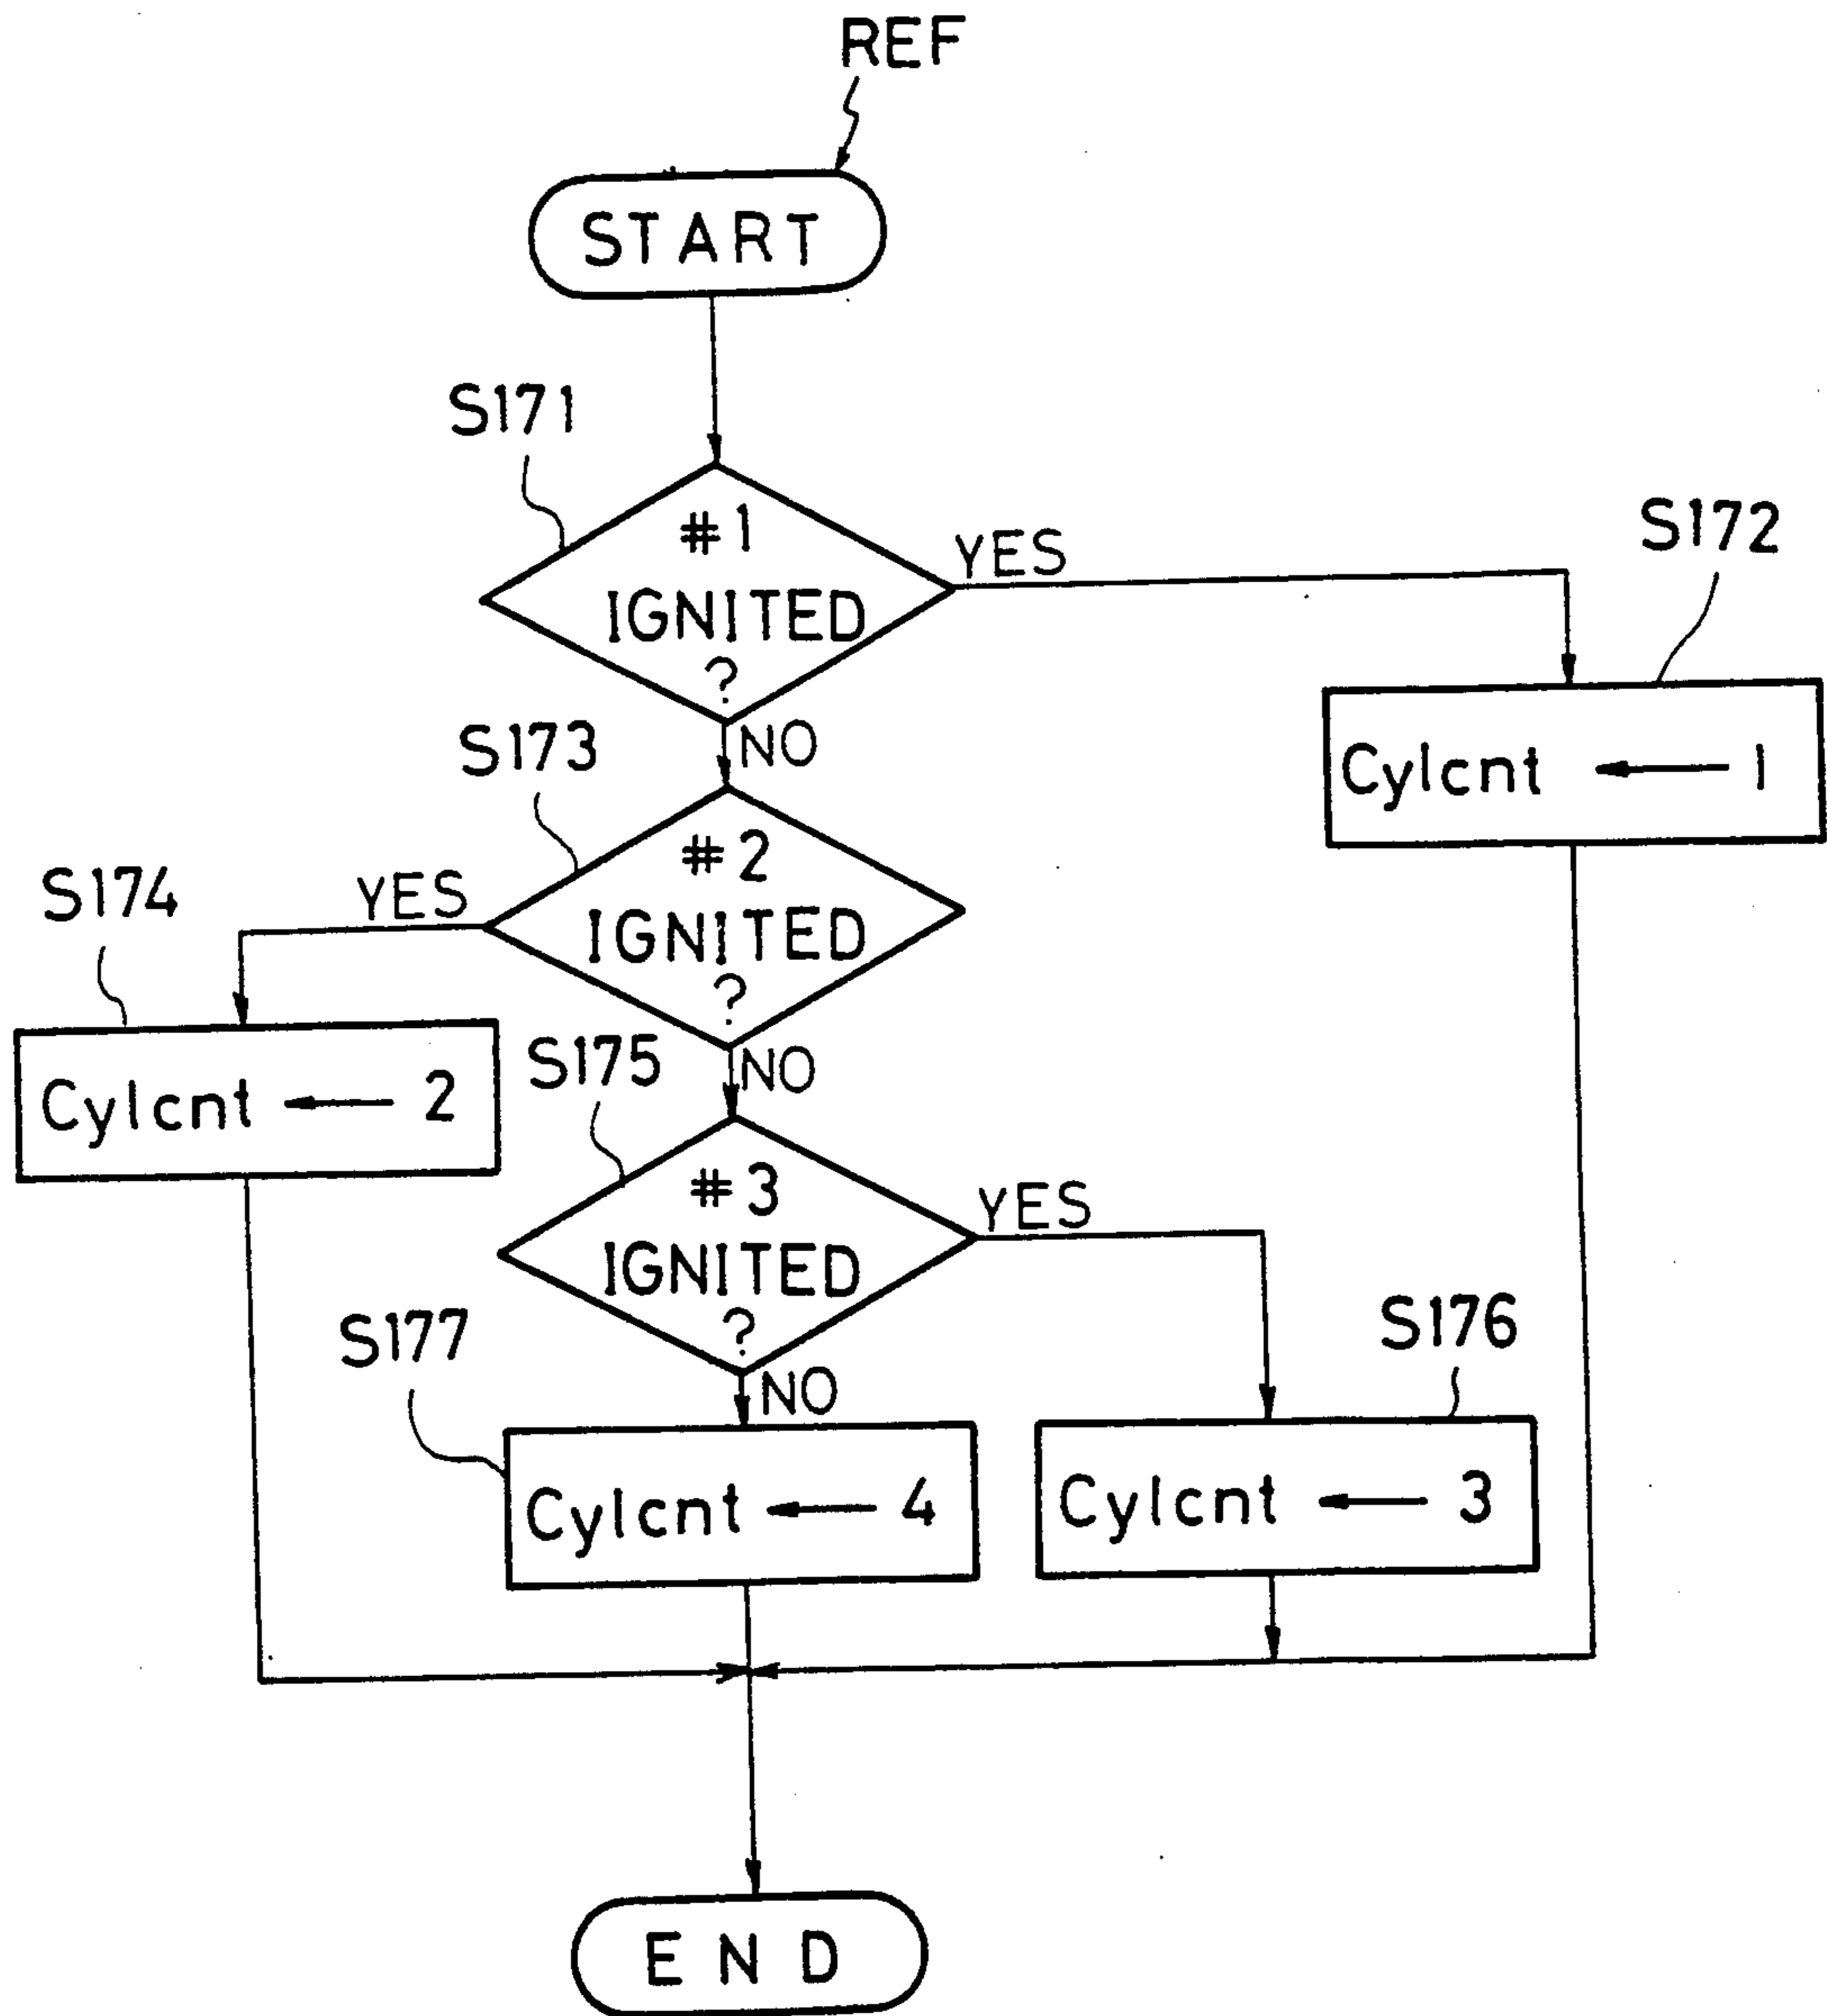 REF
START
S171
#1
IGNITED
?
YES
S172
NO
Cylcnt ← 1
S173
#2
IGNITED
?
YES
S174
NO
Cylcnt ← 2
S175
#3
IGNITED
?
YES
S177
S176
NO
Cylcnt ← 4
Cylcnt ← 3
END